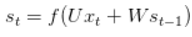 s_t = f(Ux_t + Ws_{t-1})